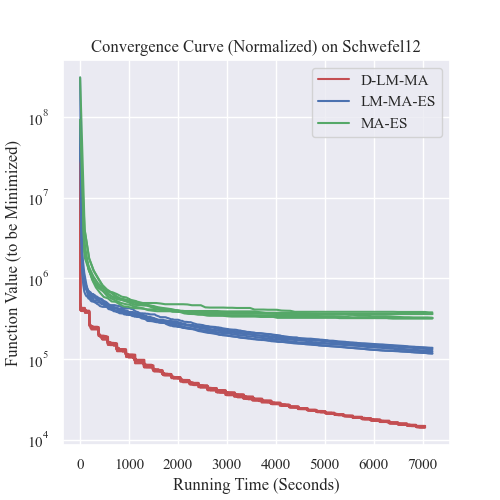 Convergence Curve (Normalized) on Schwefel12
D-LM-MA
LM-MA-ES
MA-ES
Function Value (to be Minimized)
10^8
10^7
10^6
10^5
10^4
0 1000 2000 3000 4000 5000 6000 7000
Running Time (Seconds)